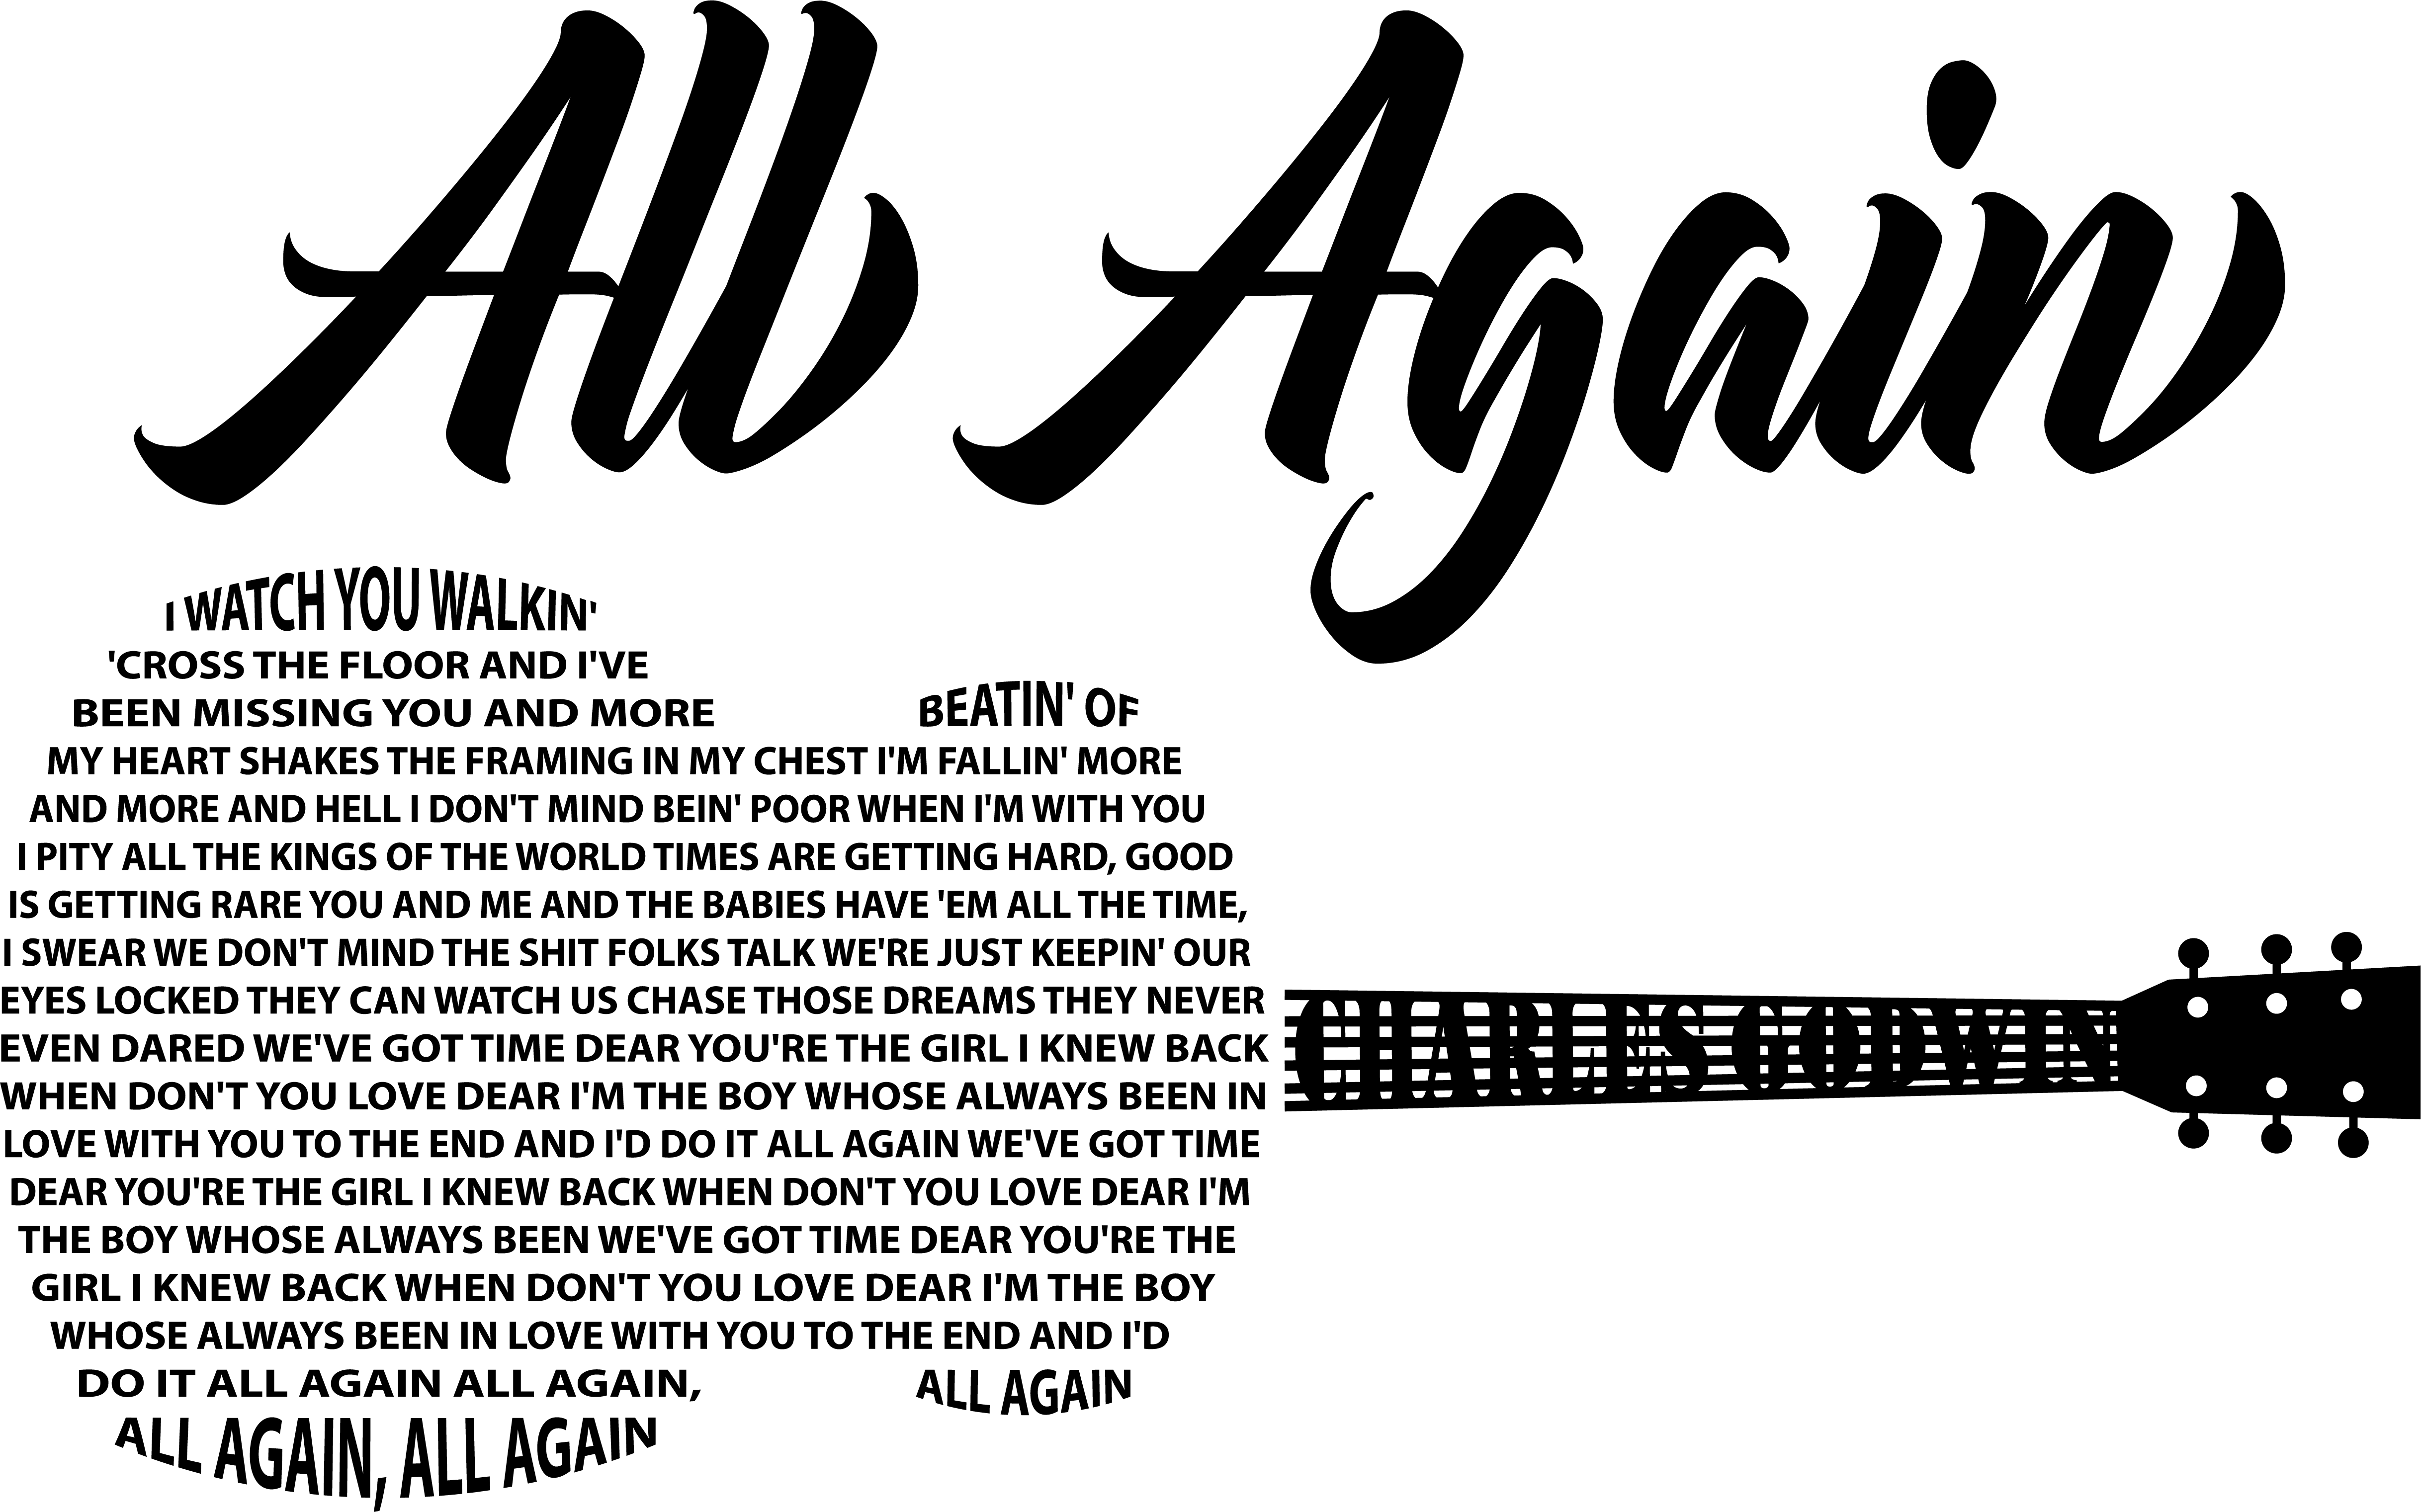 All Again
I WATCH YOU WALKIN'
'CROSS THE FLOOR AND I'VE
BEEN MISSING YOU AND MORE
BEATIN' OF
MY HEART SHAKES THE FRAMING IN MY CHEST I'M FALLIN' MORE
AND MORE AND HELL I DON'T MIND BEIN' POOR WHEN I'M WITH YOU
I PITY ALL THE KINGS OF THE WORLD TIMES ARE GETTING HARD, GOOD
IS GETTING RARE YOU AND ME AND THE BABIES HAVE 'EM ALL THE TIME,
I SWEAR WE DON'T MIND THE SHIT FOLKS TALK WE'RE JUST KEEPIN' OUR
EYES LOCKED THEY CAN WATCH US CHASE THOSE DREAMS THEY NEVER
EVEN DARED WE'VE GOT TIME DEAR YOU'RE THE GIRL I KNEW BACK
WHEN DON'T YOU LOVE DEAR I'M THE BOY WHOSE ALWAYS BEEN IN
LOVE WITH YOU TO THE END AND I'D DO IT ALL AGAIN WE'VE GOT TIME
DEAR YOU'RE THE GIRL I KNEW BACK WHEN DON'T YOU LOVE DEAR I'M
THE BOY WHOSE ALWAYS BEEN WE'VE GOT TIME DEAR YOU'RE THE
GIRL I KNEW BACK WHEN DON'T YOU LOVE DEAR I'M THE BOY
WHOSE ALWAYS BEEN IN LOVE WITH YOU TO THE END AND I'D
DO IT ALL AGAIN ALL AGAIN,
ALL AGAIN
ALL AGAIN, ALL AGAIN
CHARLES GODWIN